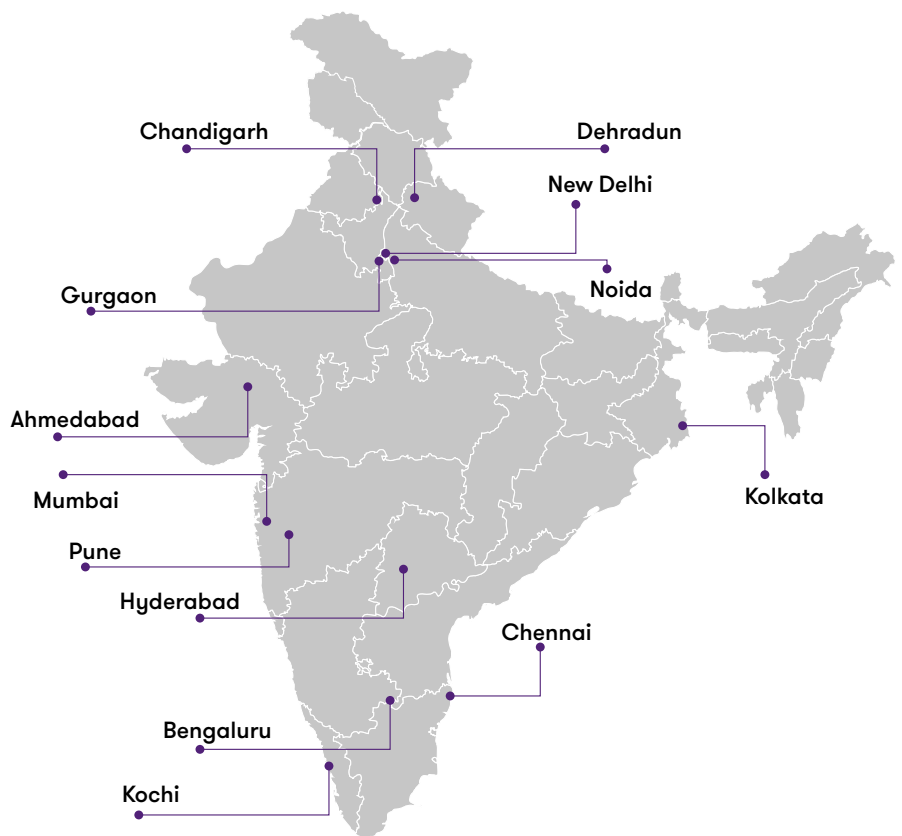 Chandigarh
Dehradun
New Delhi
Noida
Gurgaon
Ahmedabad
Mumbai
Kolkata
Pune
Hyderabad
Chennai
Bengaluru
Kochi